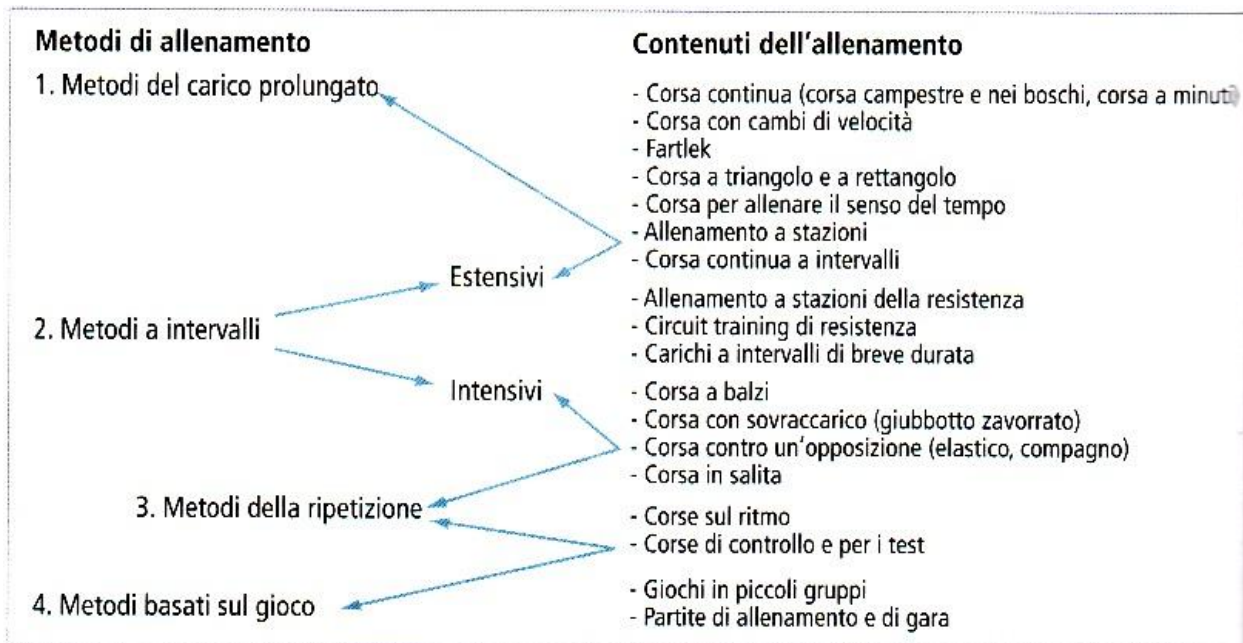 Metodi di allenamento
1. Metodi del carico prolungato
Estensivi
2. Metodi a intervalli
Intensivi
3. Metodi della ripetizione
4. Metodi basati sul gioco
Contenuti dell'allenamento
- Corsa continua (corsa campestre e nei boschi, corsa a minuti)
- Corsa con cambi di velocità
- Fartlek
- Corsa a triangolo e a rettangolo
- Corsa per allenare il senso del tempo
- Allenamento a stazioni
- Corsa continua a intervalli
- Allenamento a stazioni della resistenza
- Circuit training di resistenza
- Carichi a intervalli di breve durata
- Corsa a balzi
- Corsa con sovraccarico (giubbotto zavorrato)
- Corsa contro un'opposizione (elastico, compagno)
- Corsa in salita
- Corse sul ritmo
- Corse di controllo e per i test
- Giochi in piccoli gruppi
- Partite di allenamento e di gara